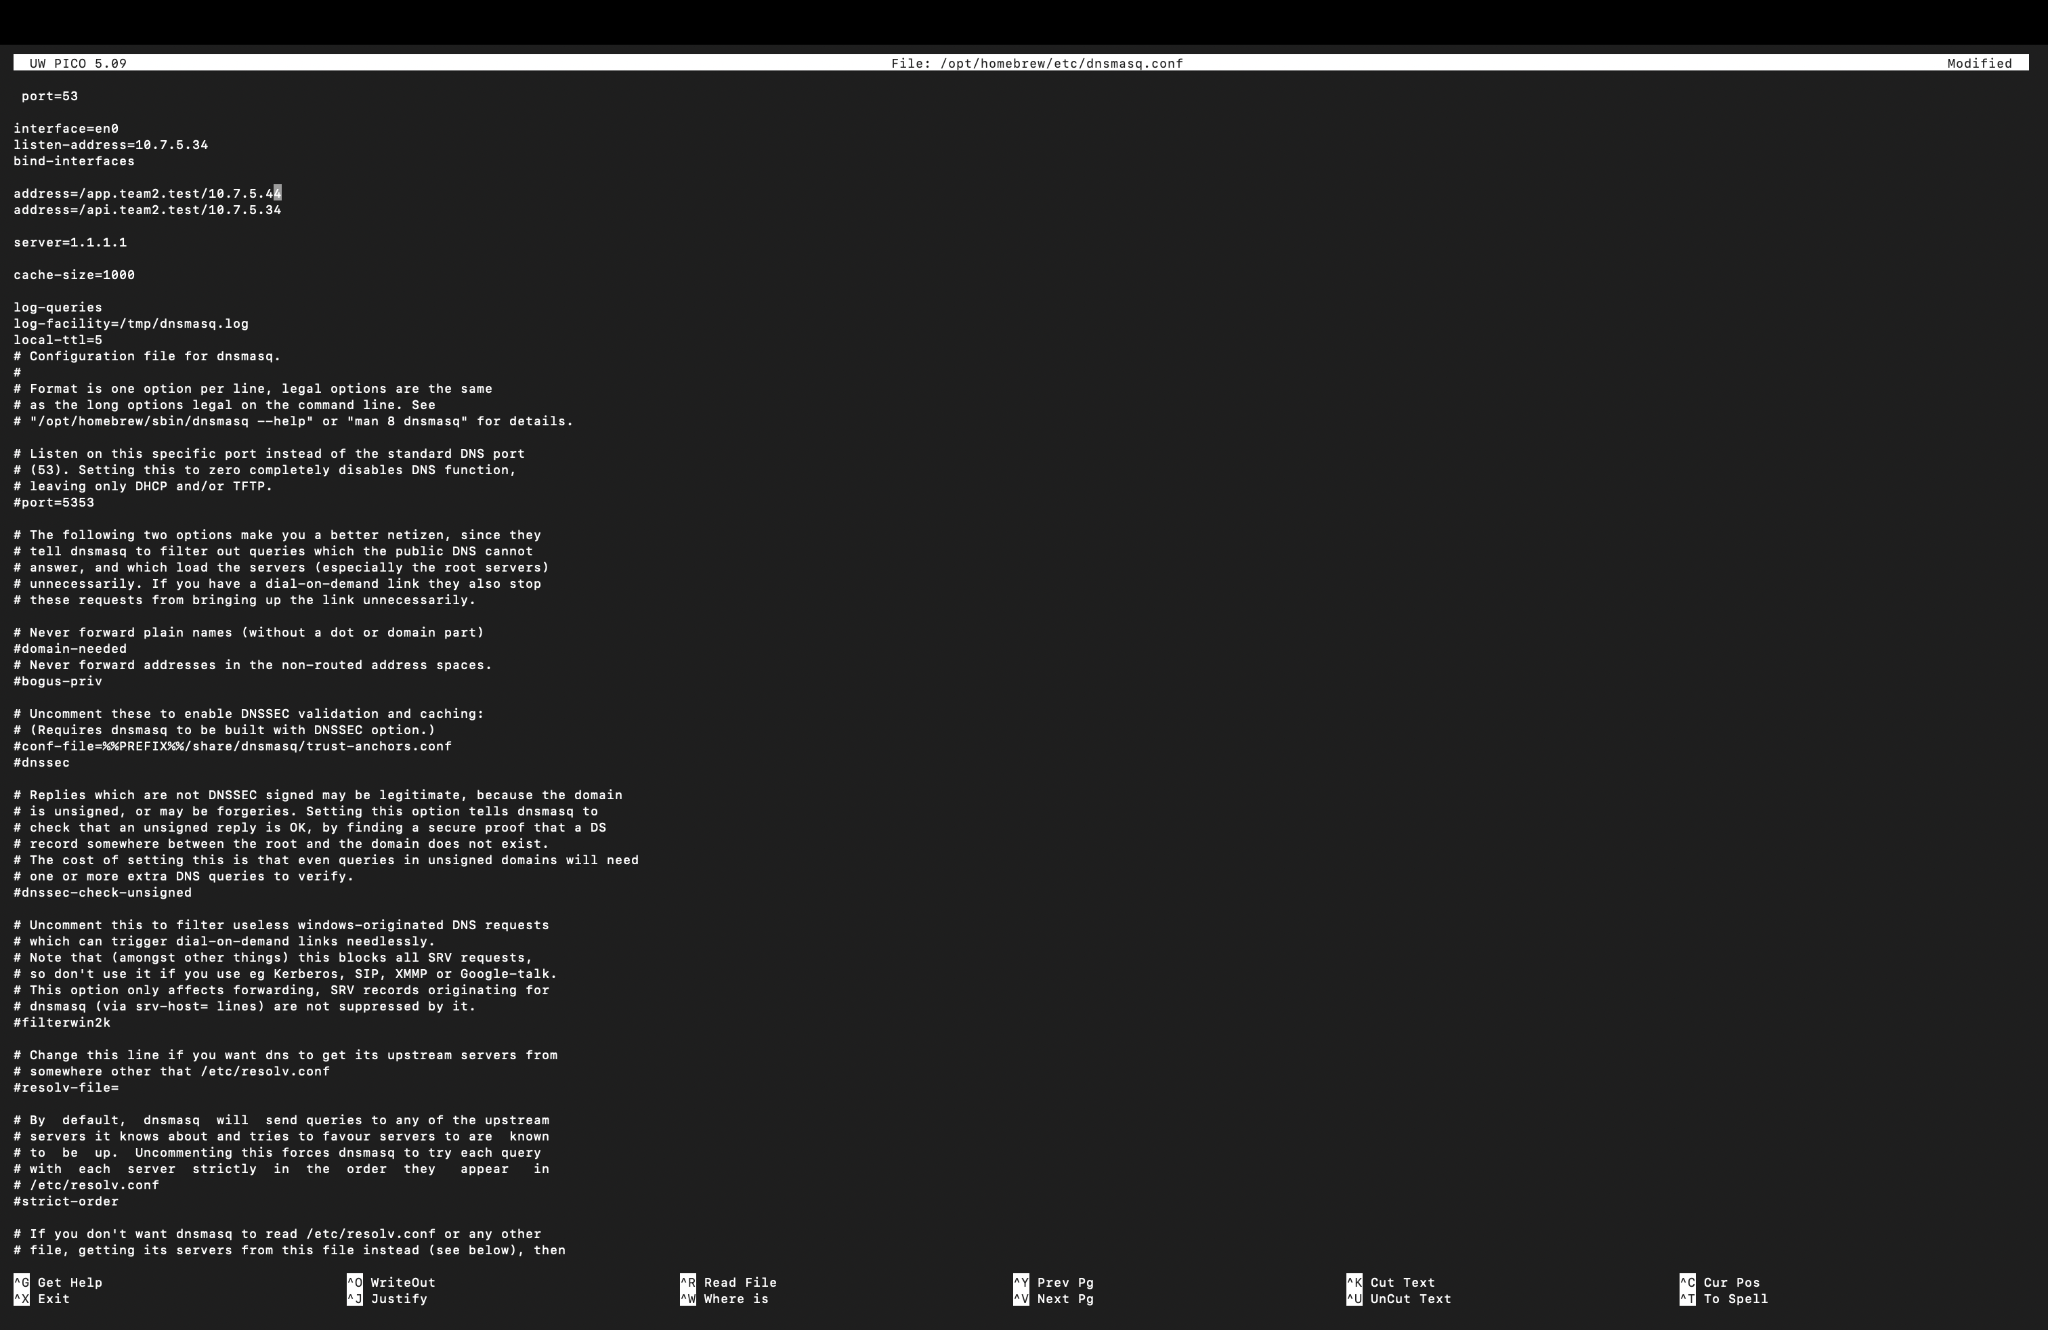 UW PICO 5.09 File: /opt/homebrew/etc/dnsmasq.conf Modified
port=53
interface=en0
listen-address=10.7.5.34
bind-interfaces
address=/app.team2.test/10.7.5.44
address=/api.team2.test/10.7.5.34
server=1.1.1.1
cache-size=1000
log-queries
log-facility=/tmp/dnsmasq.log
local-ttl=5
# Configuration file for dnsmasq.
#
# Format is one option per line, legal options are the same
# as the long options legal on the command line. See
# "/opt/homebrew/sbin/dnsmasq --help" or "man 8 dnsmasq" for details.
# Listen on this specific port instead of the standard DNS port
# (53). Setting this to zero completely disables DNS function,
# leaving only DHCP and/or TFTP.
#port=5353
# The following two options make you a better netizen, since they
# tell dnsmasq to filter out queries which the public DNS cannot
# answer, and which load the servers (especially the root servers)
# unnecessarily. If you have a dial-on-demand link they also stop
# these requests from bringing up the link unnecessarily.
# Never forward plain names (without a dot or domain part)
#domain-needed
# Never forward addresses in the non-routed address spaces.
#bogus-priv
# Uncomment these to enable DNSSEC validation and caching:
# (Requires dnsmasq to be built with DNSSEC option.)
#conf-file=%%PREFIX%%/share/dnsmasq/trust-anchors.conf
#dnssec
# Replies which are not DNSSEC signed may be legitimate, because the domain
# is unsigned, or may be forgeries. Setting this option tells dnsmasq to
# check that an unsigned reply is OK, by finding a secure proof that a DS
# record somewhere between the root and the domain does not exist.
# The cost of setting this is that even queries in unsigned domains will need
# one or more extra DNS queries to verify.
#dnssec-check-unsigned
# Uncomment this to filter useless windows-originated DNS requests
# which can trigger dial-on-demand links needlessly.
# Note that (amongst other things) this blocks all SRV requests,
# so don't use it if you use eg Kerberos, SIP, XMMP or Google-talk.
# This option only affects forwarding, SRV records originating for
# dnsmasq (via srv-host= lines) are not suppressed by it.
#filterwin2k
# Change this line if you want dns to get its upstream servers from
# somewhere other that /etc/resolv.conf
#resolv-file=
# By  default,  dnsmasq  will  send queries to any of the upstream
# servers it knows about and tries to favour servers to are  known
# to  be  up.  Uncommenting this forces dnsmasq to try each query
# with  each  server  strictly  in  the  order  they   appear   in
# /etc/resolv.conf
#strict-order
# If you don't want dnsmasq to read /etc/resolv.conf or any other
# file, getting its servers from this file instead (see below), then
^G Get Help ^O WriteOut ^R Read File ^Y Prev Pg ^K Cut Text ^C Cur Pos
^X Exit ^J Justify ^W Where is ^V Next Pg ^U UnCut Text ^T To Spell